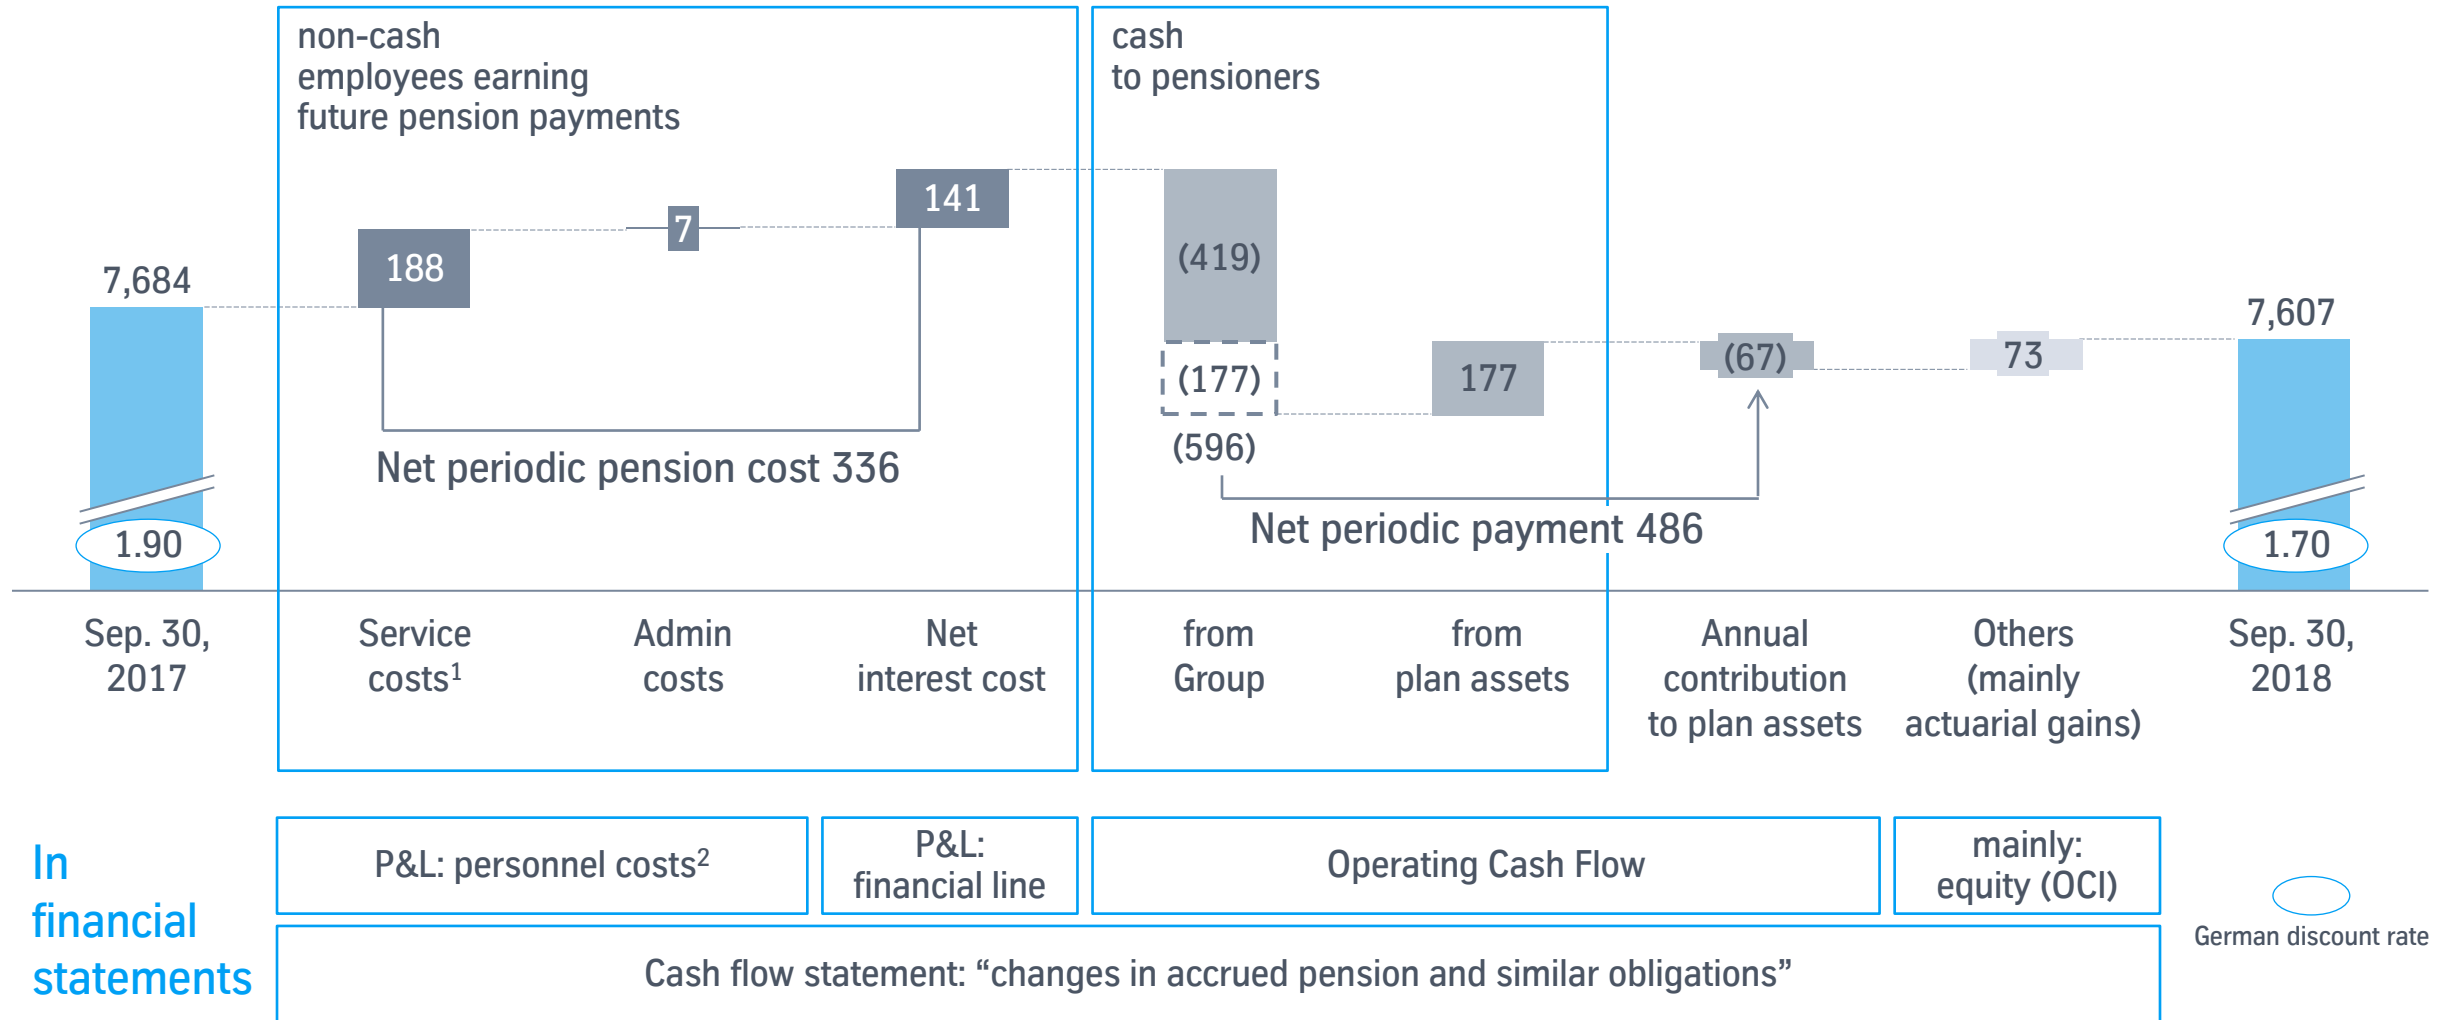 non-cash
employees earning
future pension payments
cash
to pensioners
7,684
188
7
141
(419)
(177)
(596)
177
(67)
73
7,607
Net periodic pension cost 336
Net periodic payment 486
1.90
1.70
Sep. 30,
2017
Service
costs¹
Admin
costs
Net
interest cost
from
Group
from
plan assets
Annual
contribution
to plan assets
Others
(mainly
actuarial gains)
Sep. 30,
2018
In
financial
statements
P&L: personnel costs²
P&L:
financial line
Operating Cash Flow
mainly:
equity (OCI)
Cash flow statement: “changes in accrued pension and similar obligations”
German discount rate